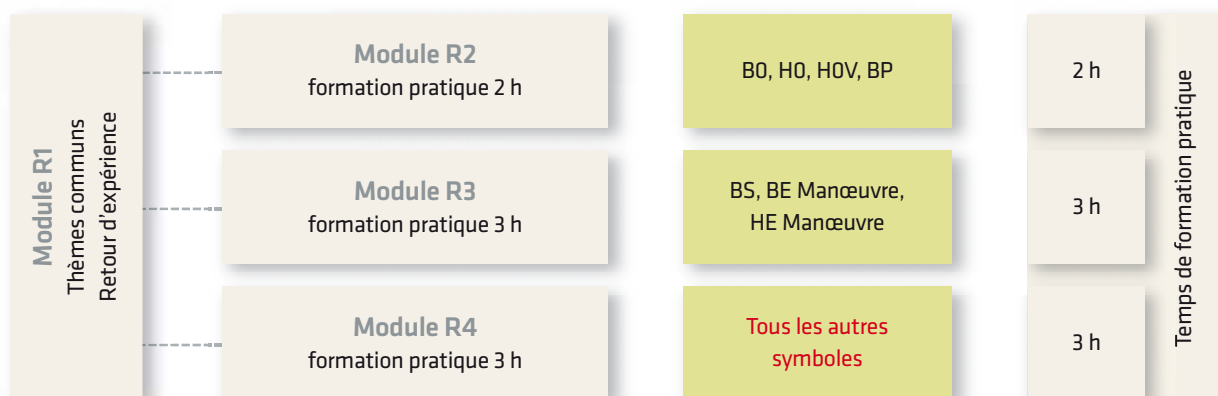 Module R1
Thèmes communs
Retour d'expérience
Module R2
formation pratique 2 h
B0, H0, H0V, BP
2 h
Module R3
formation pratique 3 h
BS, BE Manœuvre,
HE Manœuvre
3 h
Module R4
formation pratique 3 h
Tous les autres
symboles
3 h
Temps de formation pratique